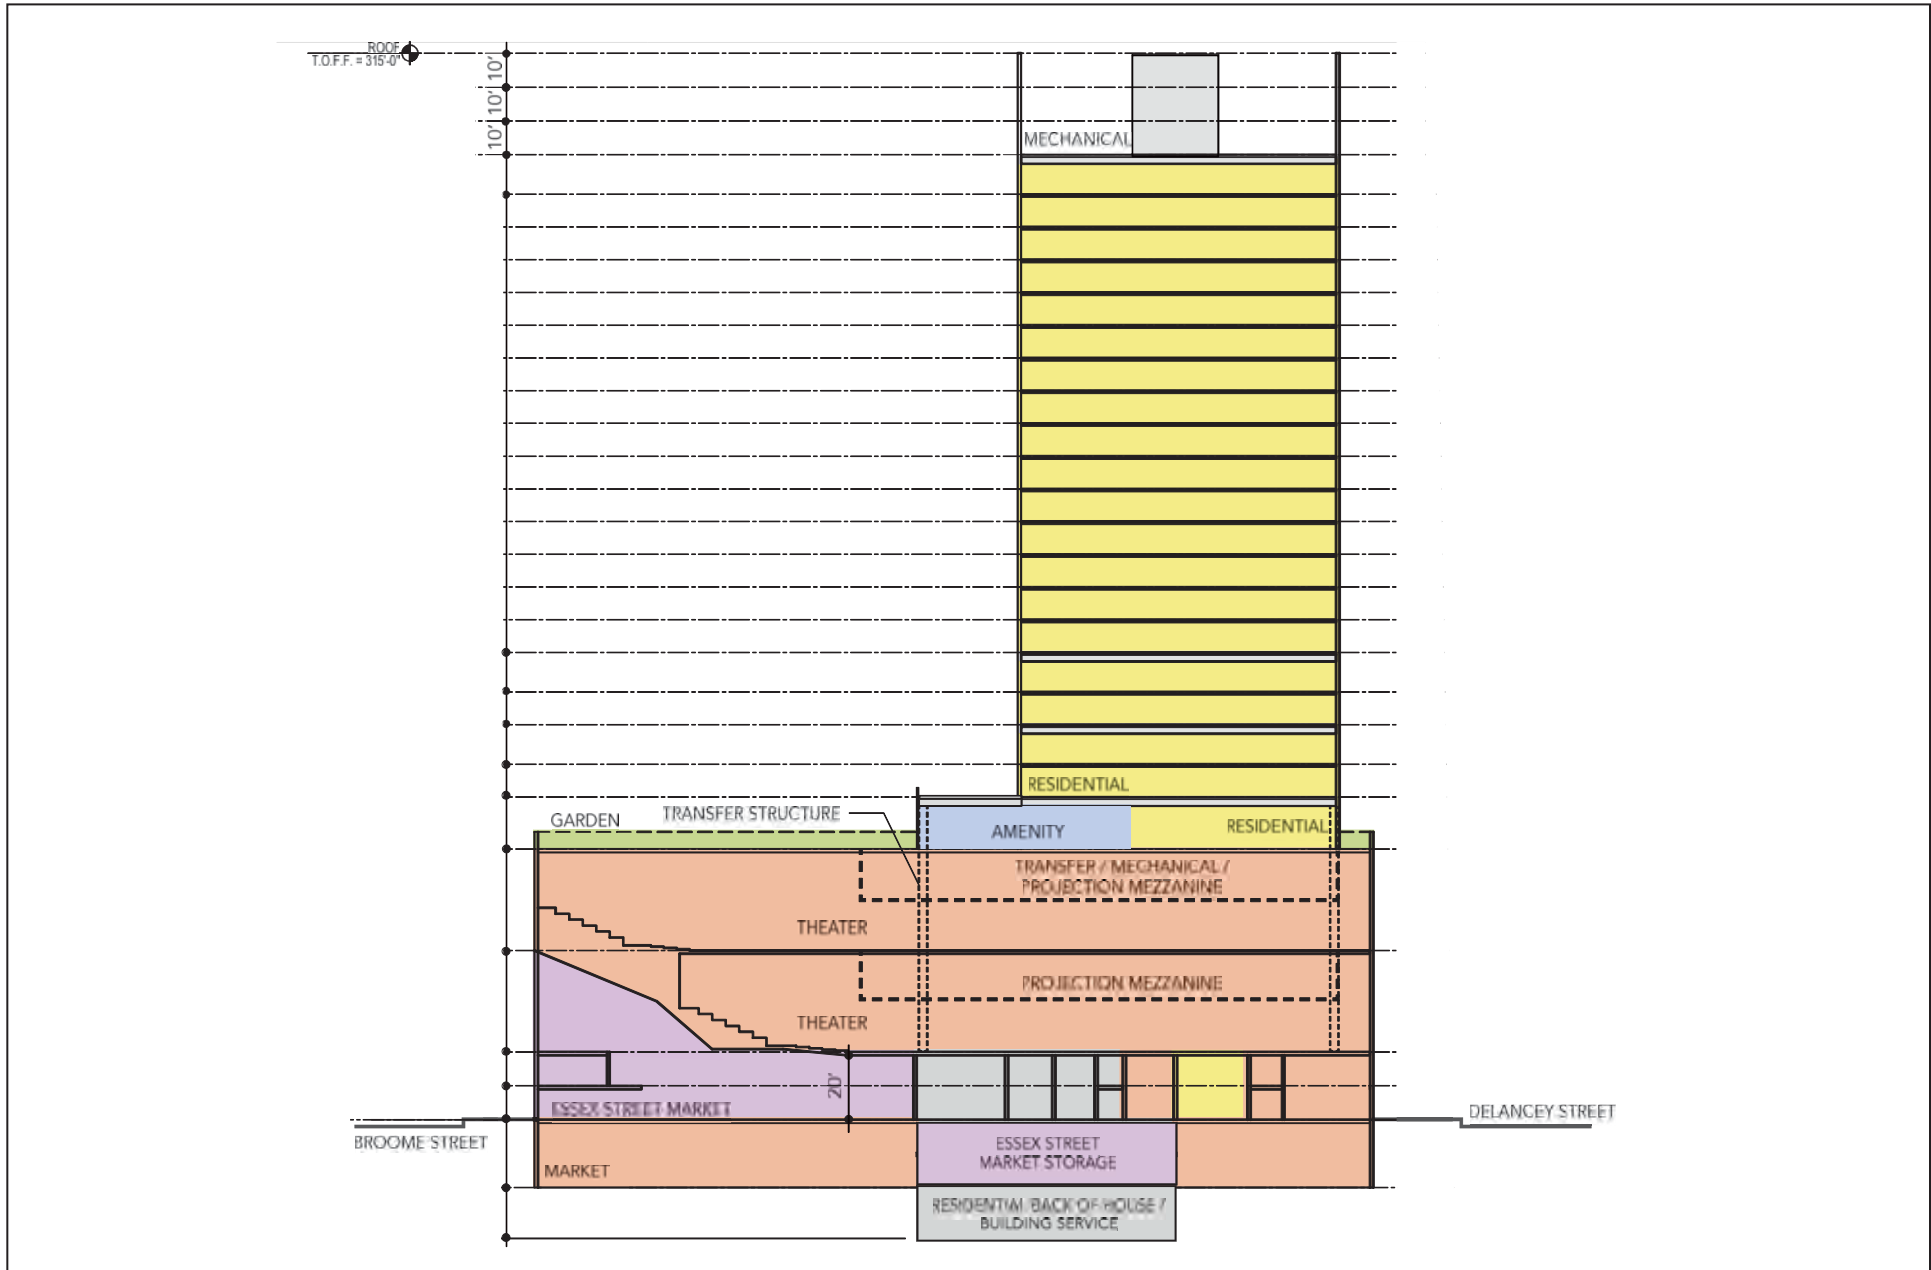 ROOF
T.O.F.F. = 315'-0"
10'
10'
10'
MECHANICAL
RESIDENTIAL
GARDEN
TRANSFER STRUCTURE
AMENITY
RESIDENTIAL
TRANSFER / MECHANICAL /
PROJECTION MEZZANINE
THEATER
PROJECTION MEZZANINE
THEATER
20'
ESSEX STREET MARKET
BROOME STREET
DELANCEY STREET
ESSEX STREET
MARKET STORAGE
MARKET
RESIDENTIAL/BACK OF HOUSE /
BUILDING SERVICE